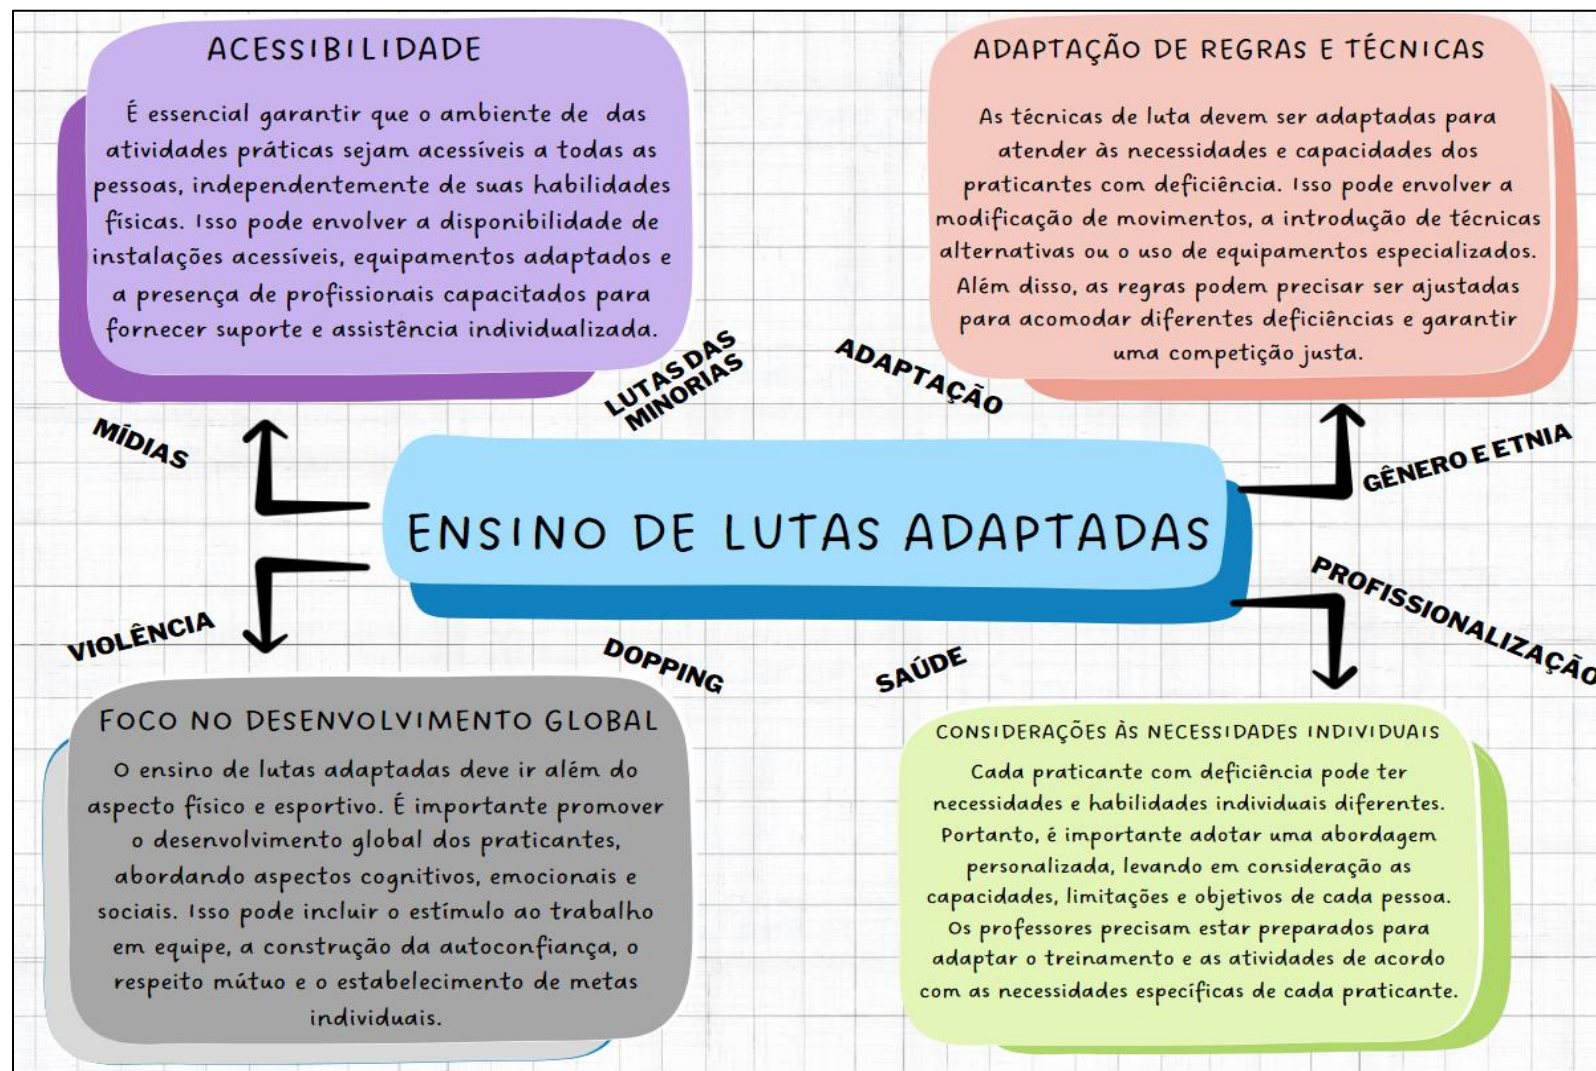 ACESSIBILIDADE
É essencial garantir que o ambiente de das
atividades práticas sejam acessíveis a todas as
pessoas, independentemente de suas habilidades
físicas. Isso pode envolver a disponibilidade de
instalações acessíveis, equipamentos adaptados e
a presença de profissionais capacitados para
fornecer suporte e assistência individualizada.
ADAPTAÇÃO DE REGRAS E TÉCNICAS
As técnicas de luta devem ser adaptadas para
atender às necessidades e capacidades dos
praticantes com deficiência. Isso pode envolver a
modificação de movimentos, a introdução de técnicas
alternativas ou o uso de equipamentos especializados.
Além disso, as regras podem precisar ser ajustadas
para acomodar diferentes deficiências e garantir
uma competição justa.
LUTAS DAS
MINORIAS
ADAPTAÇÃO
MÍDIAS
GÊNERO E ETNIA
ENSINO DE LUTAS ADAPTADAS
VIOLÊNCIA
DOPPING
SAÚDE
PROFISSIONALIZAÇÃO
FOCO NO DESENVOLVIMENTO GLOBAL
O ensino de lutas adaptadas deve ir além do
aspecto físico e esportivo. É importante promover
o desenvolvimento global dos praticantes,
abordando aspectos cognitivos, emocionais e
sociais. Isso pode incluir o estímulo ao trabalho
em equipe, a construção da autoconfiança, o
respeito mútuo e o estabelecimento de metas
individuais.
CONSIDERAÇÕES ÀS NECESSIDADES INDIVIDUAIS
Cada praticante com deficiência pode ter
necessidades e habilidades individuais diferentes.
Portanto, é importante adotar uma abordagem
personalizada, levando em consideração as
capacidades, limitações e objetivos de cada pessoa.
Os professores precisam estar preparados para
adaptar o treinamento e as atividades de acordo
com as necessidades específicas de cada praticante.